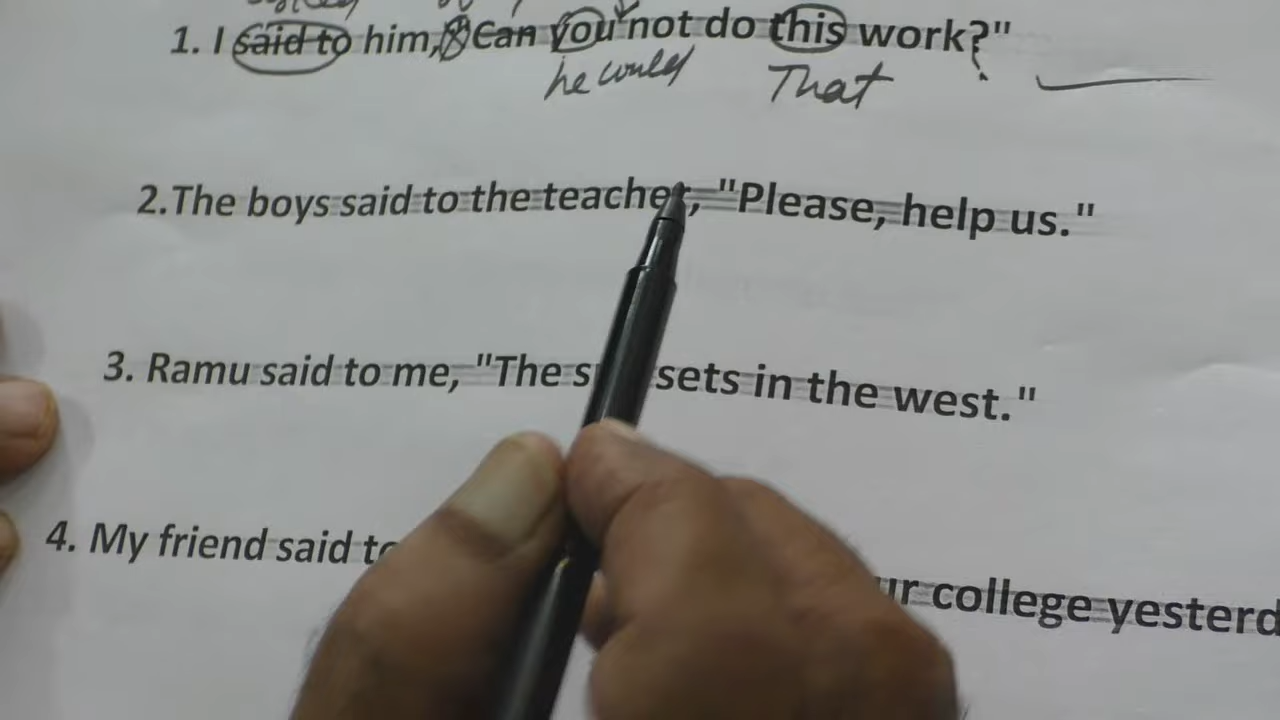 1. I said to him, Can you not do this work?"
he would That
2.The boys said to the teacher, "Please, help us."
3. Ramu said to me, "The sets in the west."
4. My friend said college yesterd